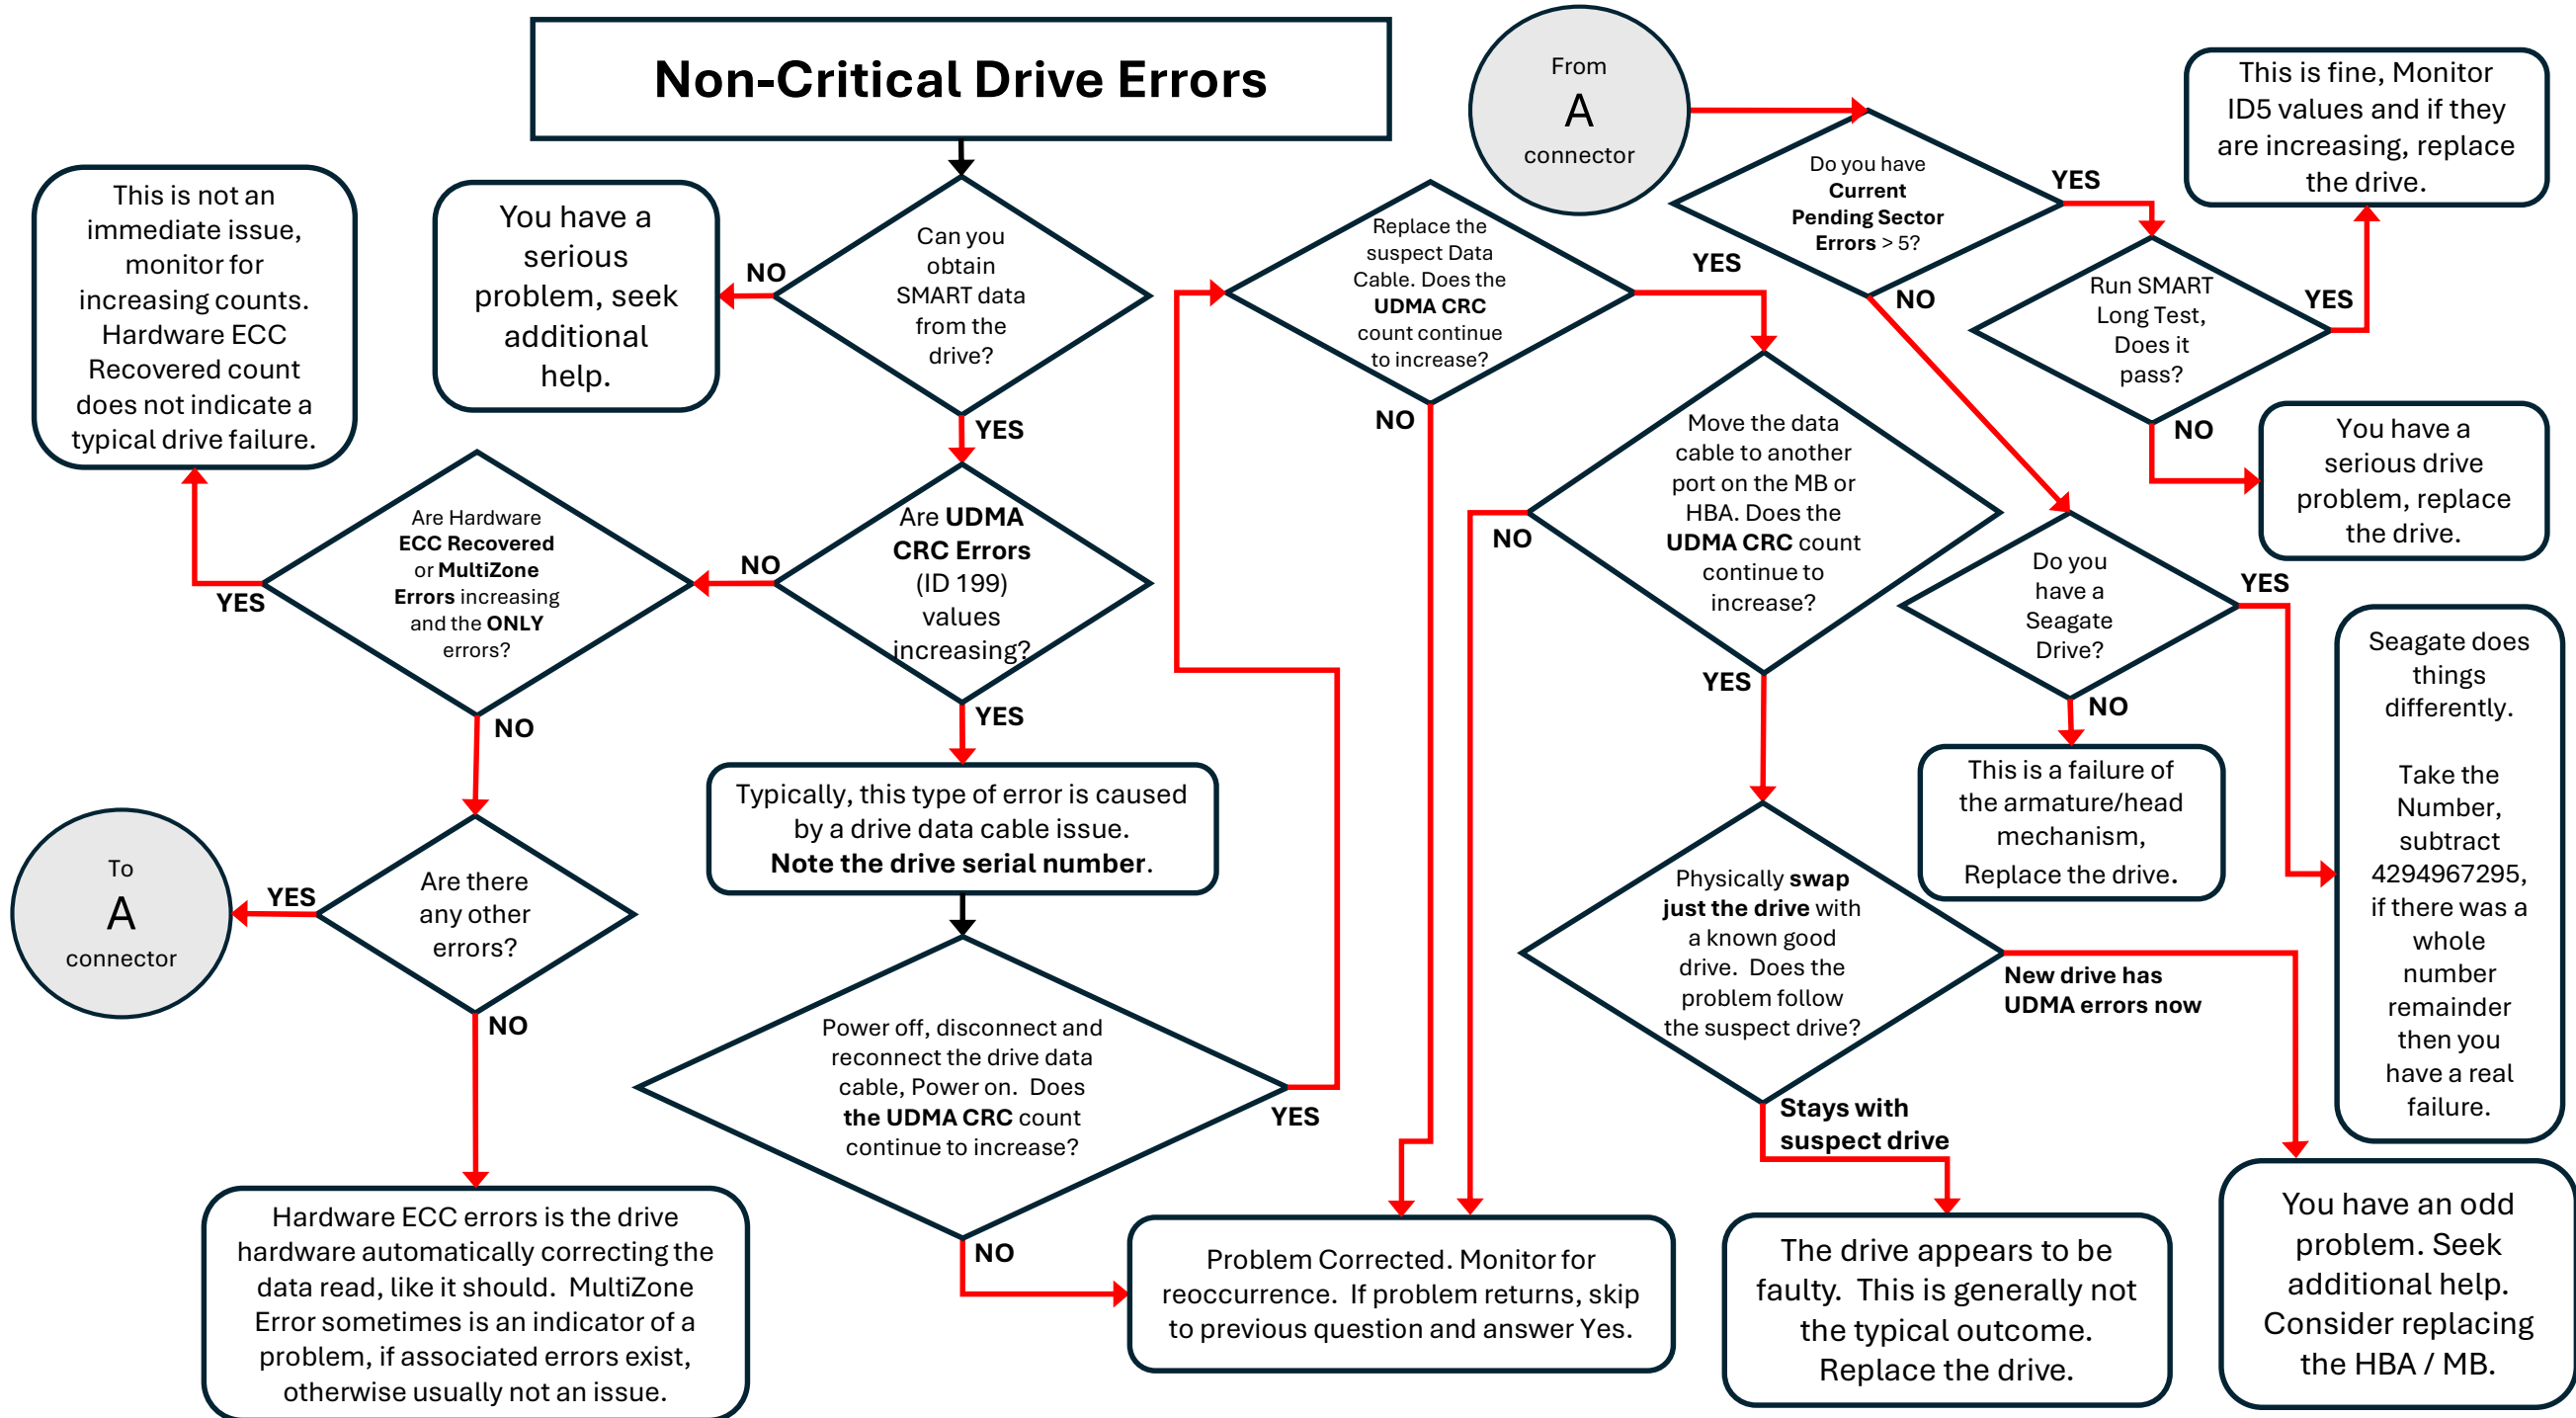 Non-Critical Drive Errors
From
A
connector
This is fine, Monitor
ID5 values and if they
are increasing, replace
the drive.
Do you have
Current
Pending Sector
Errors > 5?
YES
NO
Run SMART
Long Test,
Does it
pass?
YES
NO
You have a
serious drive
problem, replace
the drive.
This is not an
immediate issue,
monitor for
increasing counts.
Hardware ECC
Recovered count
does not indicate a
typical drive failure.
You have a
serious
problem, seek
additional
help.
NO
Can you
obtain
SMART data
from the
drive?
YES
Replace the
suspect Data
Cable. Does the
UDMA CRC
count continue
to increase?
YES
NO
Move the data
cable to another
port on the MB or
HBA. Does the
UDMA CRC count
continue to
increase?
NO
YES
Are Hardware
ECC Recovered
or MultiZone
Errors increasing
and the ONLY
errors?
YES
NO
NO
Are UDMA
CRC Errors
(ID 199)
values
increasing?
YES
Do you
have a
Seagate
Drive?
YES
NO
Seagate does
things
differently.
Take the
Number,
subtract
4294967295,
if there was a
whole
number
remainder
then you
have a real
failure.
This is a failure of
the armature/head
mechanism,
Replace the drive.
Typically, this type of error is caused
by a drive data cable issue.
Note the drive serial number.
To
A
connector
YES
Are there
any other
errors?
NO
Power off, disconnect and
reconnect the drive data
cable, Power on. Does
the UDMA CRC count
continue to increase?
YES
NO
Physically swap
just the drive with
a known good
drive. Does the
problem follow
the suspect drive?
New drive has
UDMA errors now
Stays with
suspect drive
Hardware ECC errors is the drive
hardware automatically correcting the
data read, like it should. MultiZone
Error sometimes is an indicator of a
problem, if associated errors exist,
otherwise usually not an issue.
Problem Corrected. Monitor for
reoccurrence. If problem returns, skip
to previous question and answer Yes.
The drive appears to be
faulty. This is generally not
the typical outcome.
Replace the drive.
You have an odd
problem. Seek
additional help.
Consider replacing
the HBA / MB.